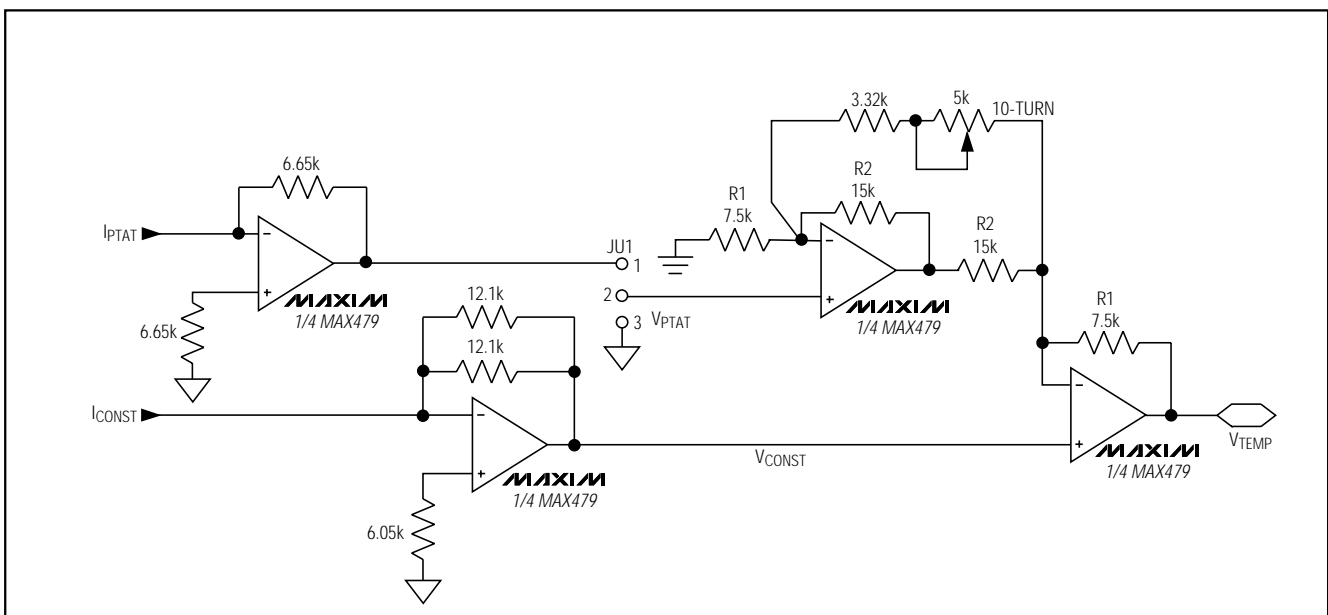 3.32k
5k
10-TURN
6.65k
R2
15k
R1
7.5k
IPTAT
JU1
1
R2
15k
–
+
–
+
MAXIM
1/4 MAX479
2
VPTAT
MAXIM
1/4 MAX479
12.1k
3
R1
7.5k
6.65k
12.1k
ICONST
–
+
–
+
VCONST
VTEMP
MAXIM
1/4 MAX479
MAXIM
1/4 MAX479
6.05k